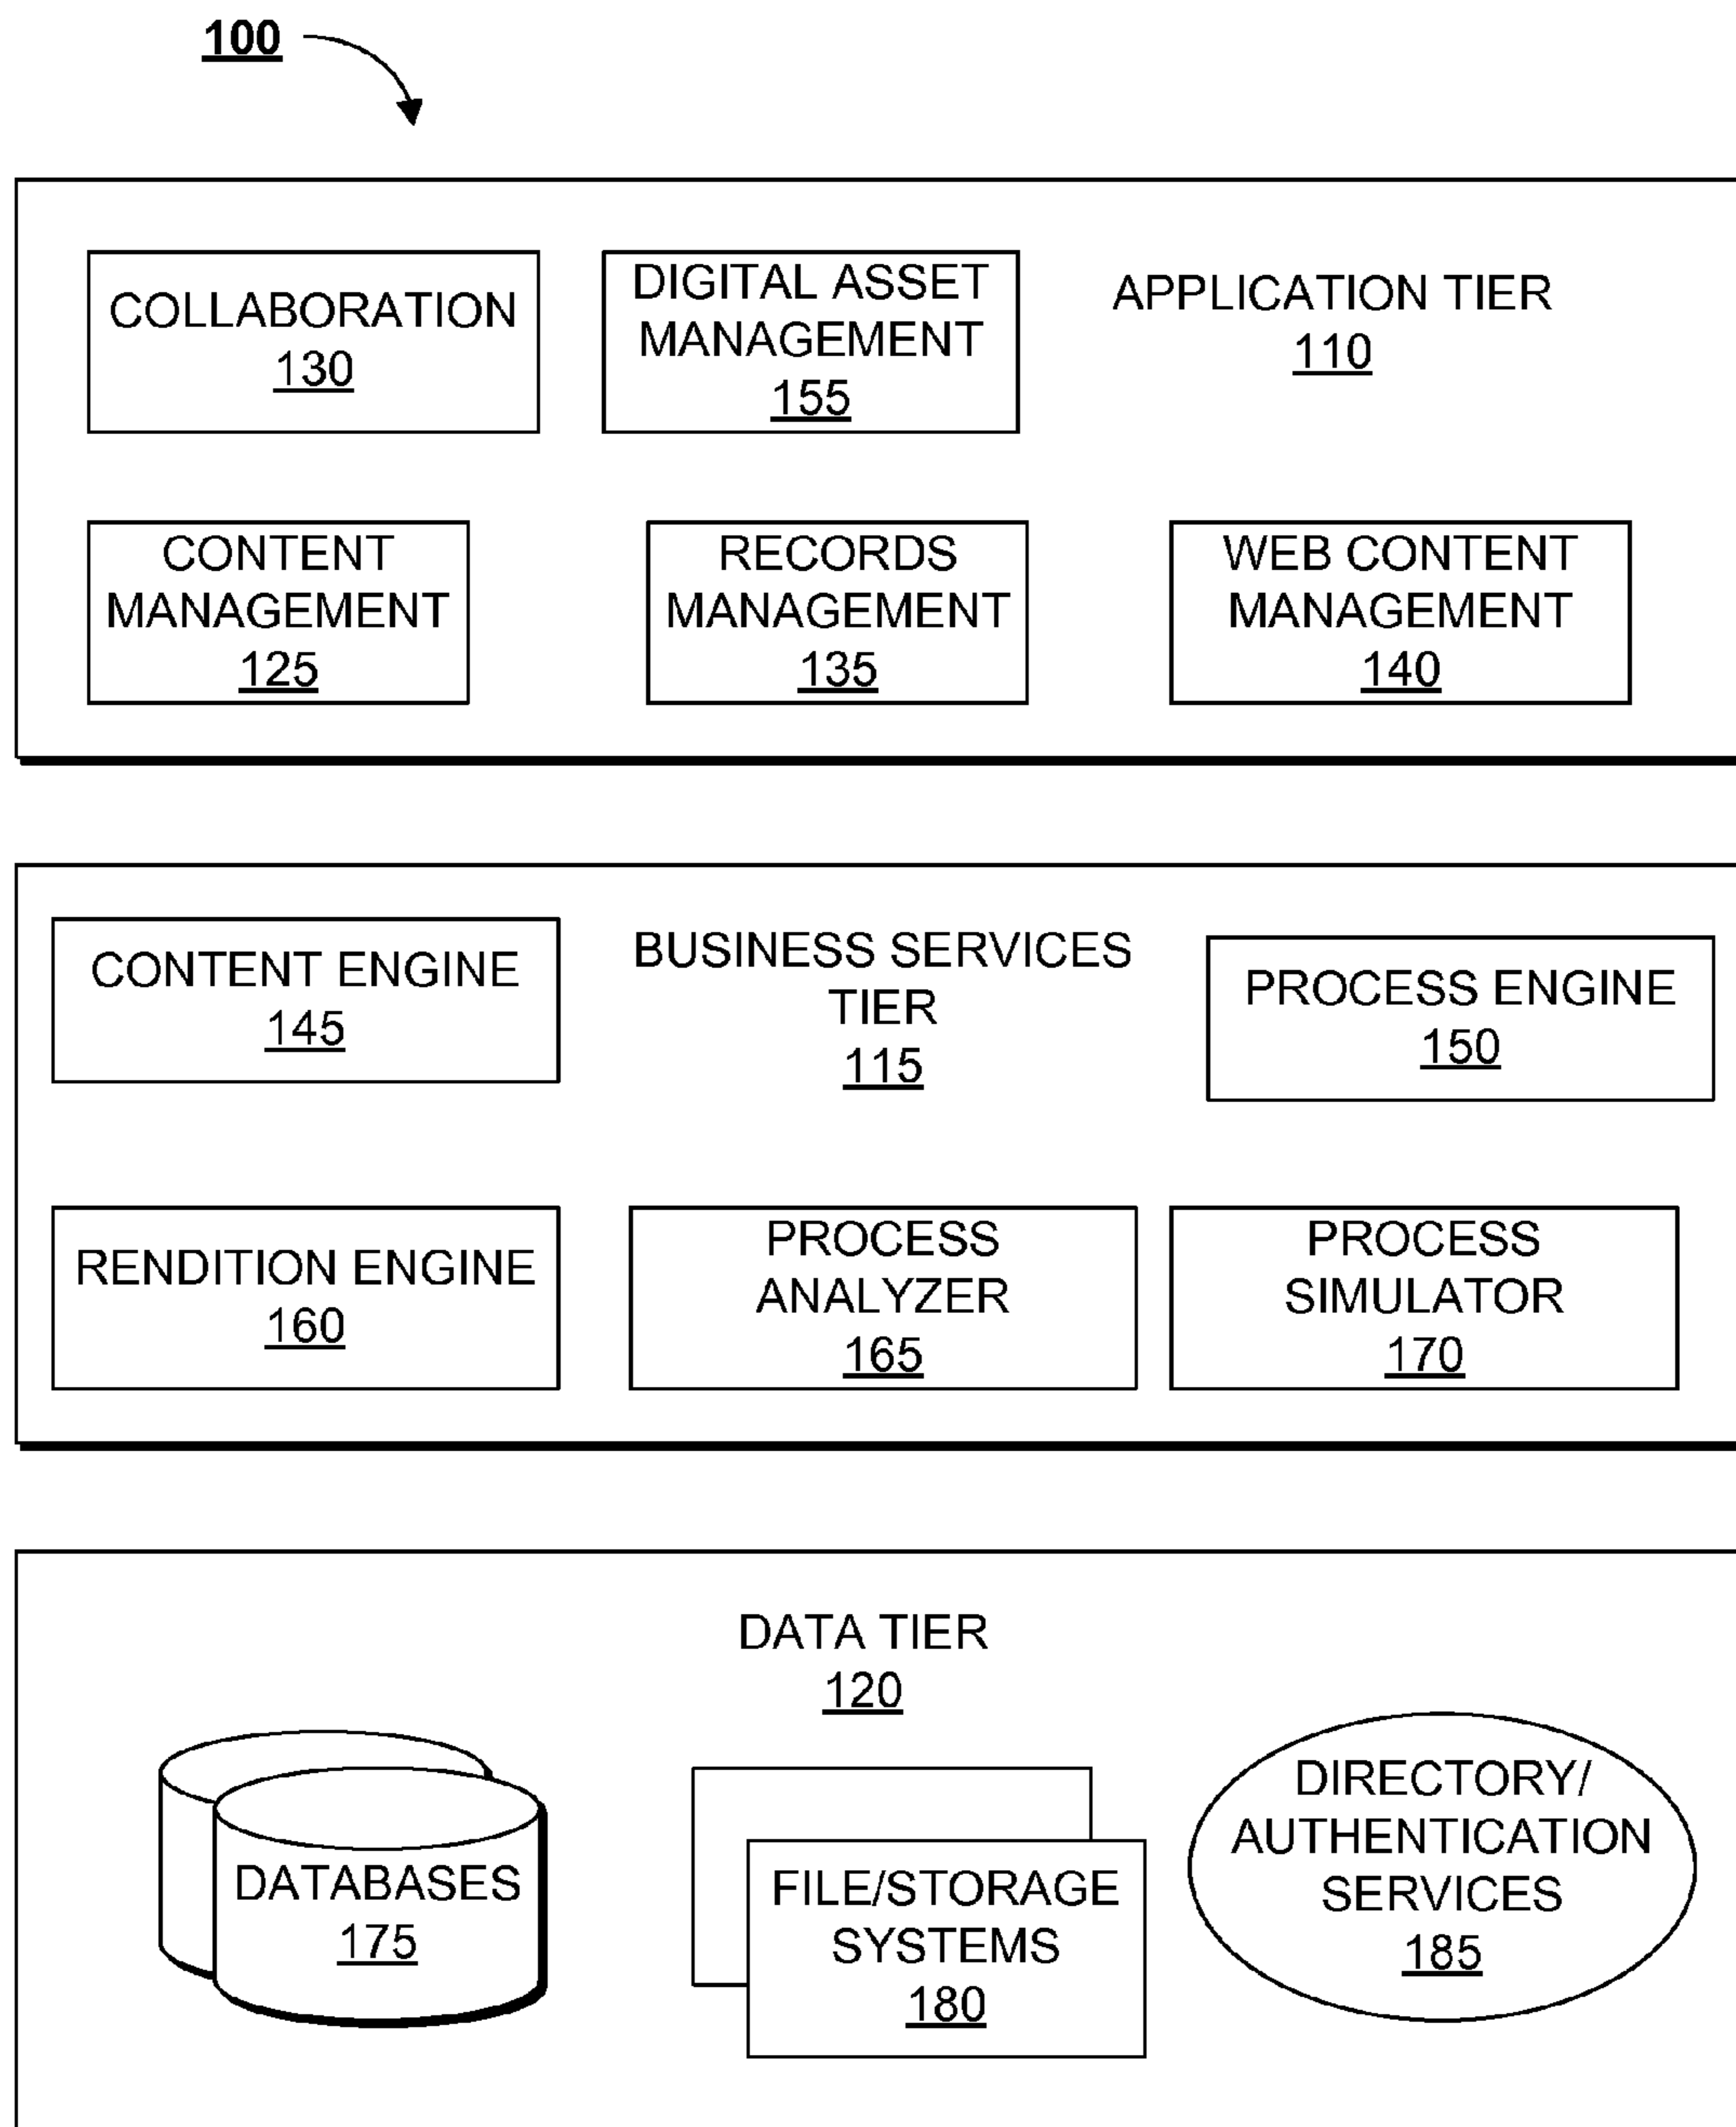 100
COLLABORATION
130
DIGITAL ASSET
MANAGEMENT
155
APPLICATION TIER
110
CONTENT
MANAGEMENT
125
RECORDS
MANAGEMENT
135
WEB CONTENT
MANAGEMENT
140
CONTENT ENGINE
145
BUSINESS SERVICES
TIER
115
PROCESS ENGINE
150
RENDITION ENGINE
160
PROCESS
ANALYZER
165
PROCESS
SIMULATOR
170
DATA TIER
120
DATABASES
175
FILE/STORAGE
SYSTEMS
180
DIRECTORY/
AUTHENTICATION
SERVICES
185